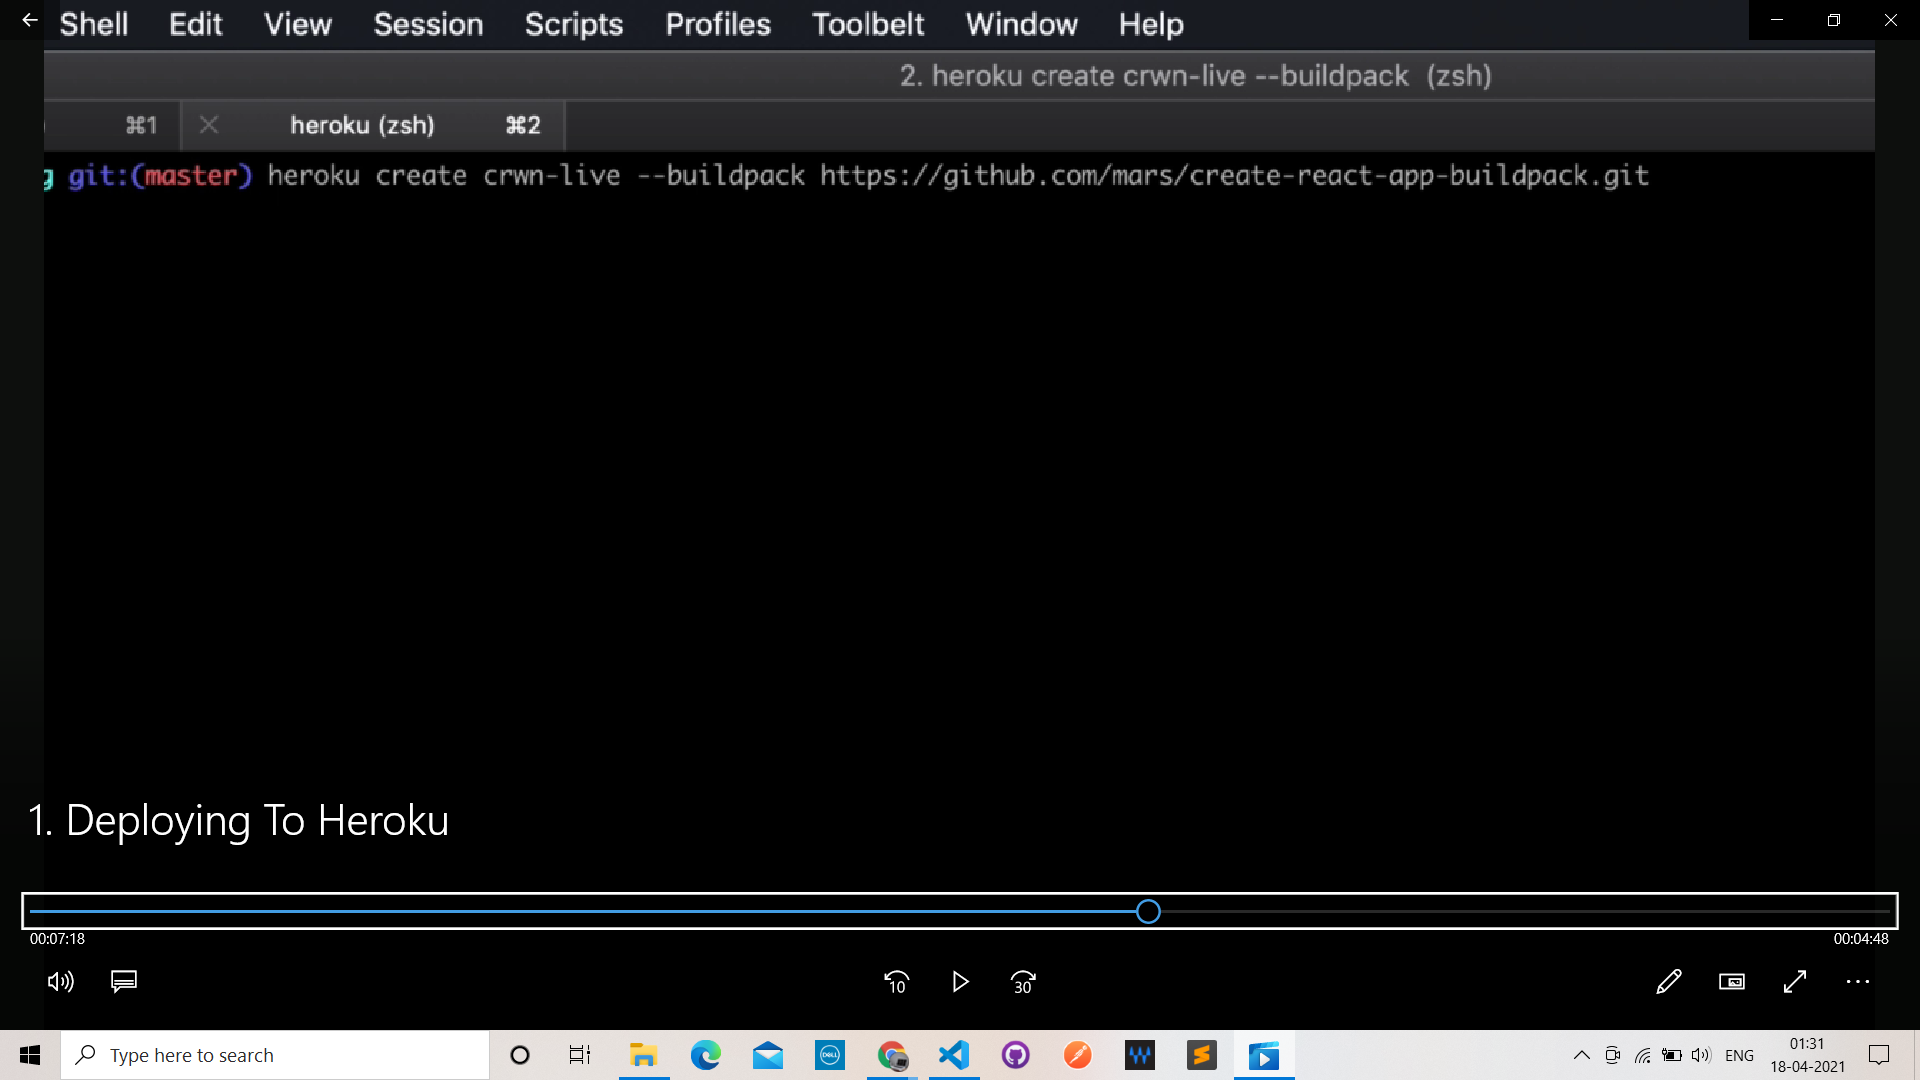 Shell Edit View Session Scripts Profiles Toolbelt Window Help
2. heroku create crwn-live --buildpack (zsh)
⌘1 heroku (zsh) ⌘2
g git:(master) heroku create crwn-live --buildpack https://github.com/mars/create-react-app-buildpack.git
1. Deploying To Heroku
00:07:18 00:04:48
10 30
Type here to search
DELL
ENG
01:31
18-04-2021